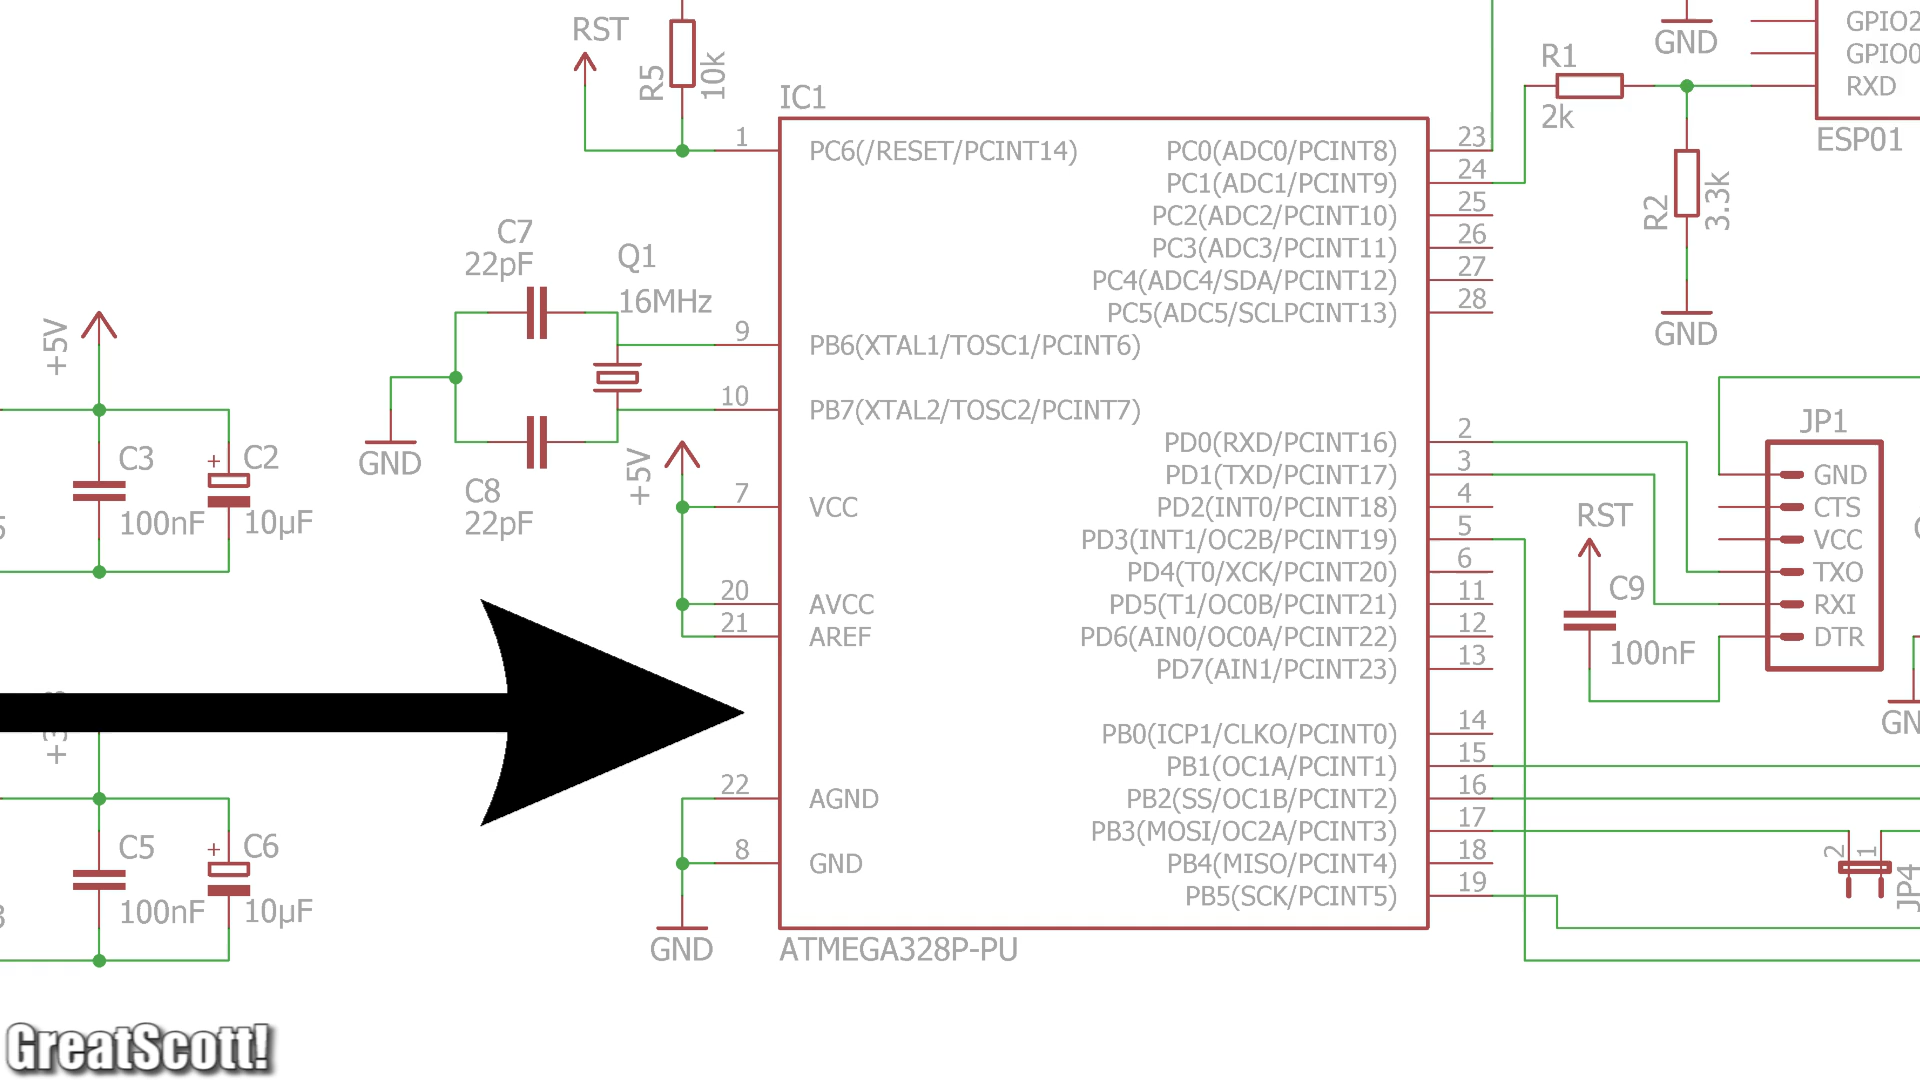 RST
R5
10k
IC1
1
PC6(/RESET/PCINT14)
PC0(ADC0/PCINT8)
23
PC1(ADC1/PCINT9)
24
PC2(ADC2/PCINT10)
25
PC3(ADC3/PCINT11)
26
PC4(ADC4/SDA/PCINT12)
27
PC5(ADC5/SCLPCINT13)
28
R1
2k
GND
GPIO0
RXD
ESP01
R2
3.3k
GND
C7
22pF
Q1
16MHz
9
PB6(XTAL1/TOSC1/PCINT6)
10
PB7(XTAL2/TOSC2/PCINT7)
GND
C8
22pF
+5V
C3
100nF
+
C2
10µF
+5V
7
VCC
20
AVCC
21
AREF
PD0(RXD/PCINT16)
2
PD1(TXD/PCINT17)
3
PD2(INT0/PCINT18)
4
PD3(INT1/OC2B/PCINT19)
5
PD4(T0/XCK/PCINT20)
6
PD5(T1/OC0B/PCINT21)
11
PD6(AIN0/OC0A/PCINT22)
12
PD7(AIN1/PCINT23)
13
JP1
GND
CTS
VCC
TXO
RXI
DTR
RST
C9
100nF
C5
100nF
+
C6
10µF
22
AGND
8
GND
GND
PB0(ICP1/CLKO/PCINT0)
14
PB1(OC1A/PCINT1)
15
PB2(SS/OC1B/PCINT2)
16
PB3(MOSI/OC2A/PCINT3)
17
PB4(MISO/PCINT4)
18
PB5(SCK/PCINT5)
19
2
1
JP4
ATMEGA328P-PU
GreatScott!